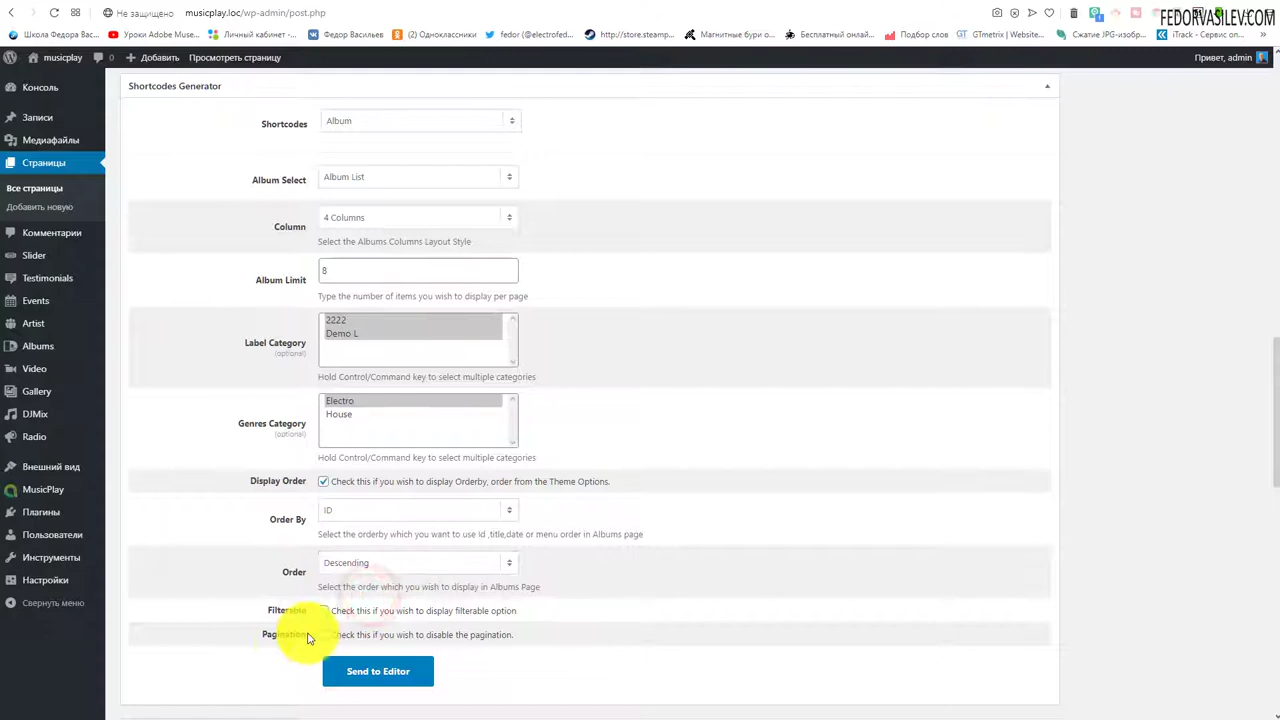 Не защищено musicplay.loc/wp-admin/post.php
FEDORVASILEV.COM
Школа Федора Вас... Уроки Adobe Muse... Личный кабинет -... Федор Васильев (2) Одноклассники fedor (@electrofed... http://store.steamp... Магнитные бури о... Бесплатный онлай... Подбор слов GTmetrix | Website... Сжатие JPG-изобр... iTrack - Сервис оп...
musicplay 0 Добавить Просмотреть страницу Привет, admin
Консоль
Записи
Медиафайлы
Страницы
Все страницы
Добавить новую
Комментарии
Slider
Testimonials
Events
Artist
Albums
Video
Gallery
DJMix
Radio
Внешний вид
MusicPlay
Плагины
Пользователи
Инструменты
Настройки
Свернуть меню
Shortcodes Generator
Shortcodes Album
Album Select Album List
Column 4 Columns
Select the Albums Columns Layout Style
Album Limit 8
Type the number of items you wish to display per page
Label Category (optional)
2222
Demo L
Hold Control/Command key to select multiple categories
Genres Category (optional)
Electro
House
Hold Control/Command key to select multiple categories
Display Order Check this if you wish to display Orderby, order from the Theme Options.
Order By ID
Select the orderby which you want to use Id ,title,date or menu order in Albums page
Order Descending
Select the order which you wish to display in Albums Page
Filterable Check this if you wish to display filterable option
Pagination Check this if you wish to disable the pagination.
Send to Editor